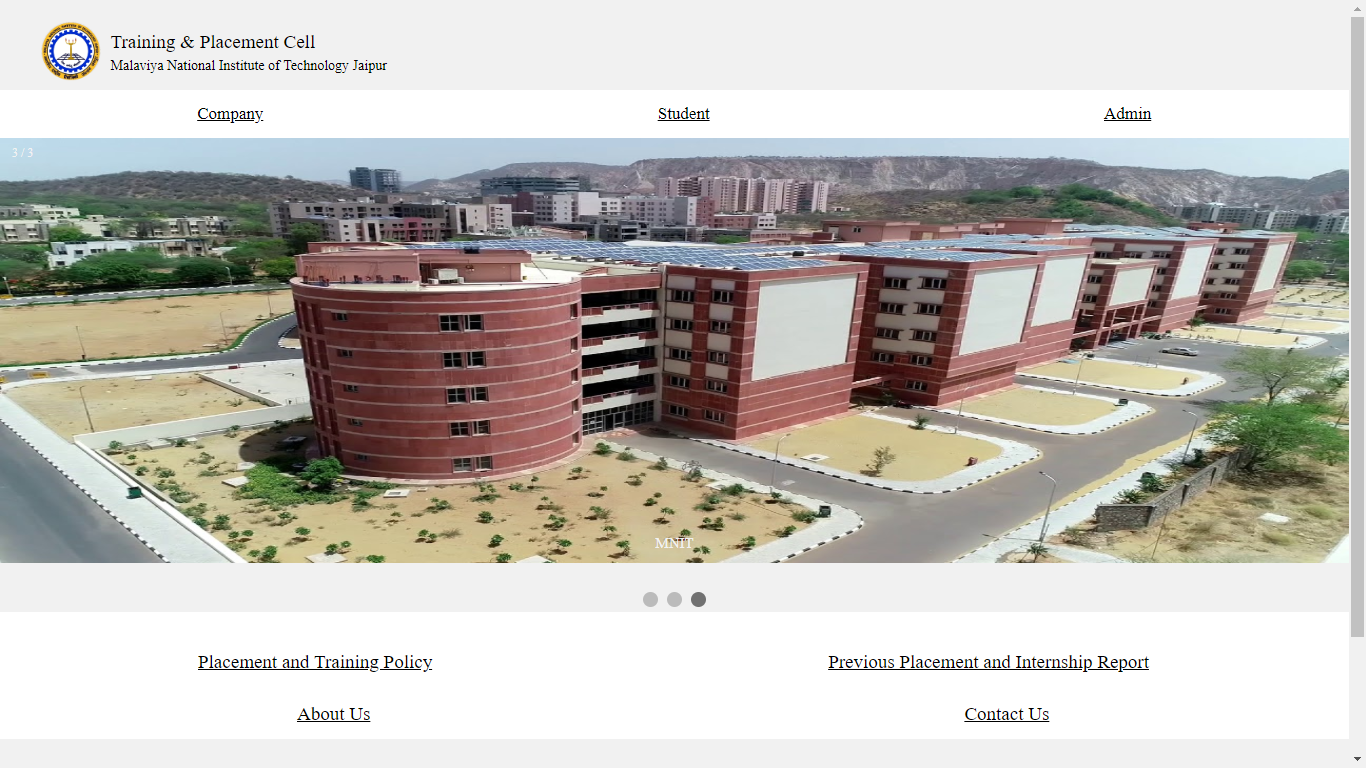 Training & Placement Cell
Malaviya National Institute of Technology Jaipur
Company Student Admin
3 / 3
MNIT
Placement and Training Policy Previous Placement and Internship Report
About Us Contact Us